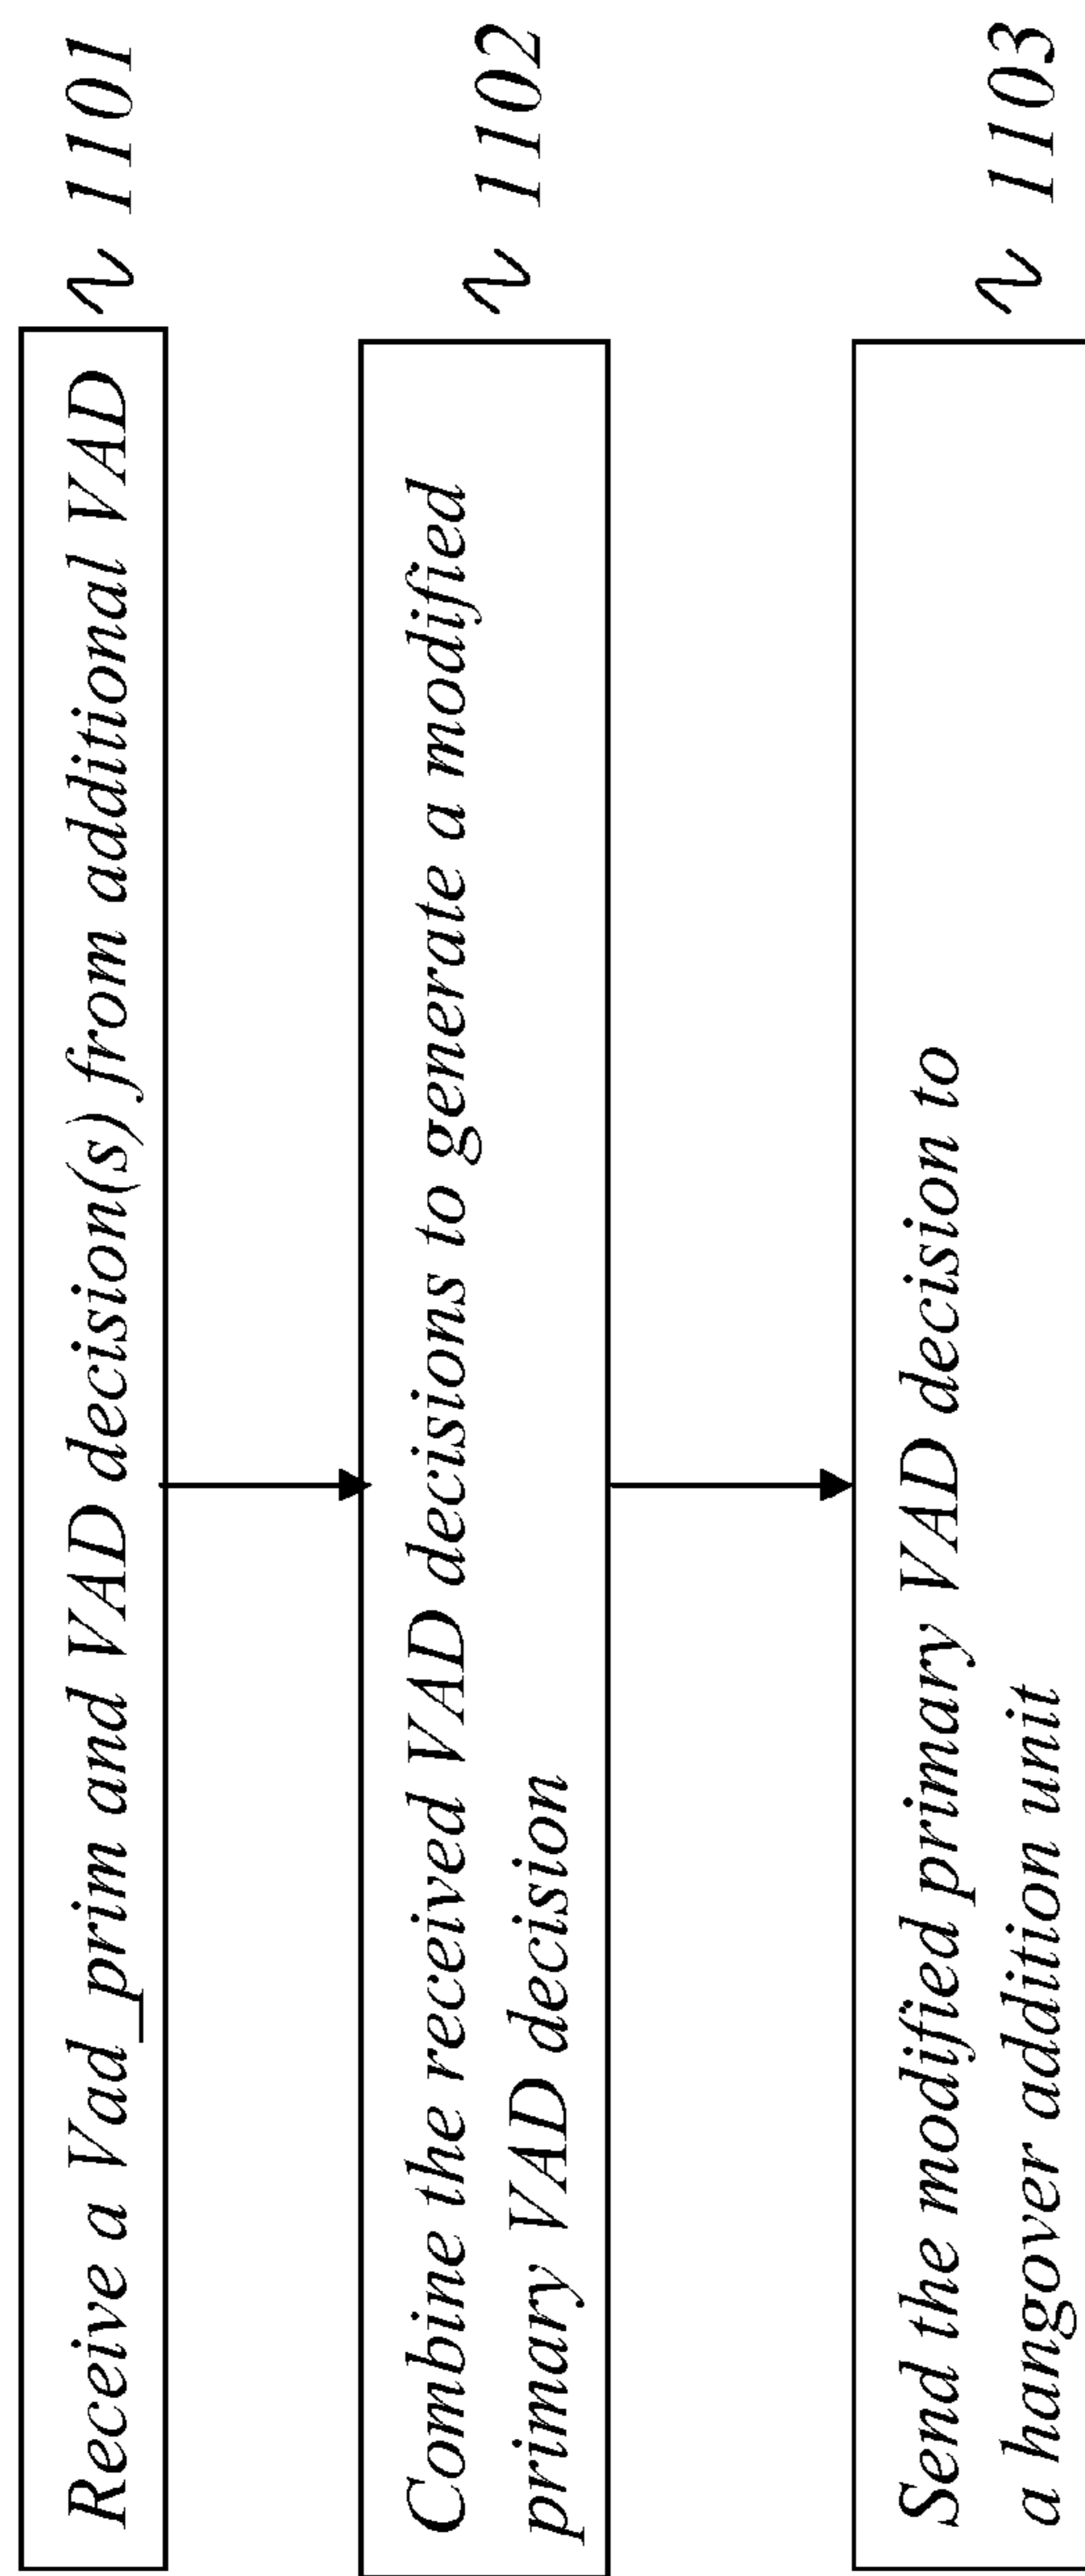 Receive a Vad_prim and VAD decision(s) from additional VAD
1101
Combine the received VAD decisions to generate a modified
primary VAD decision
1102
Send the modified primary VAD decision to
a hangover addition unit
1103